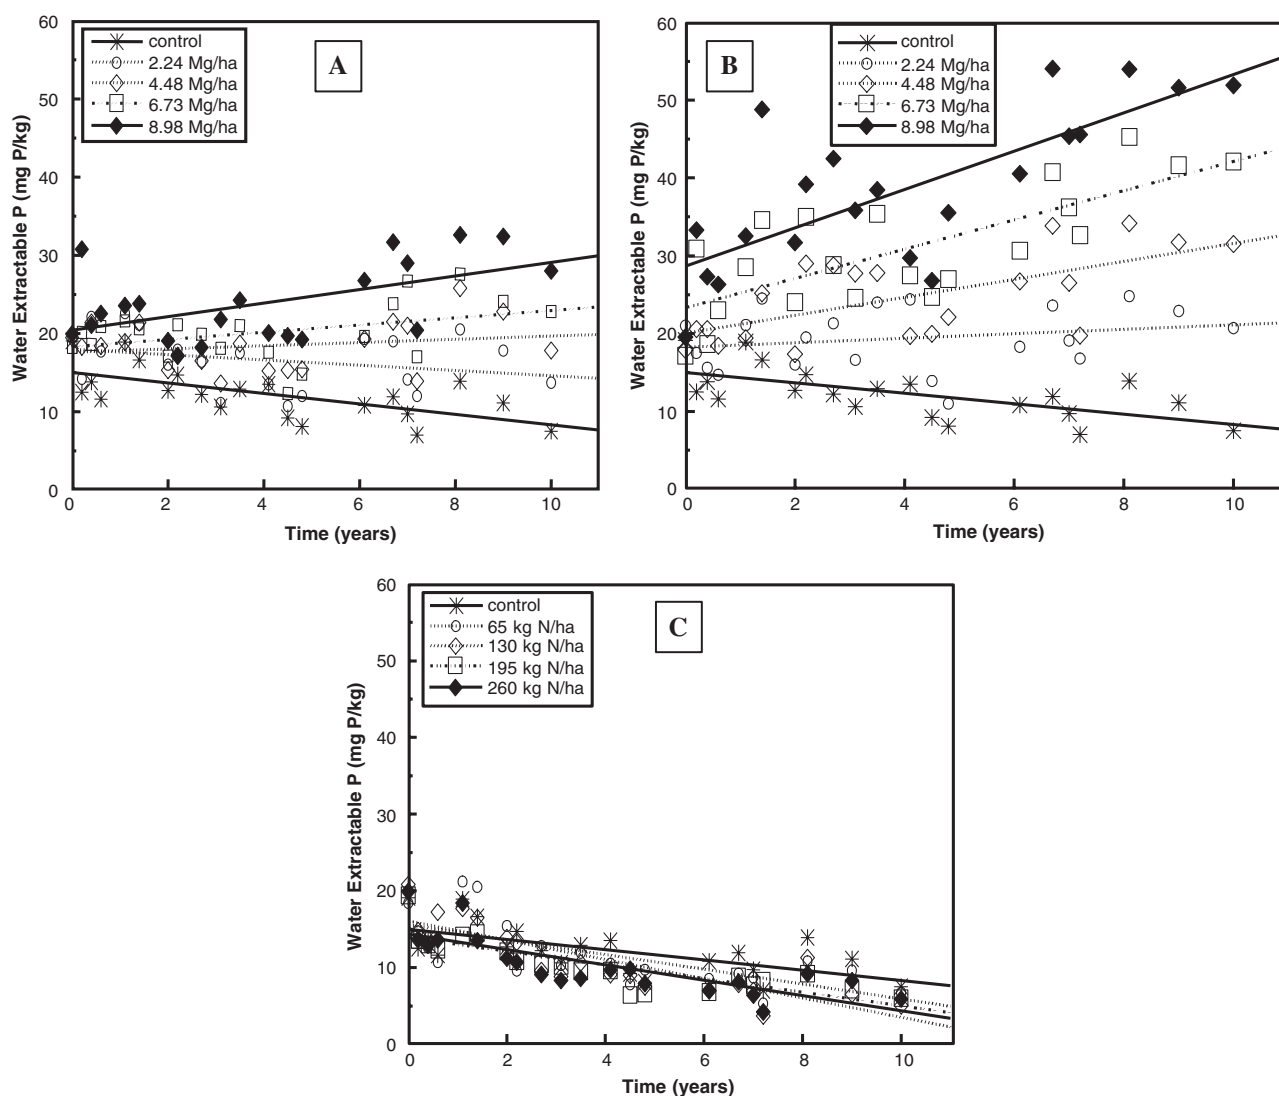 A
control
2.24 Mg/ha
4.48 Mg/ha
6.73 Mg/ha
8.98 Mg/ha
Water Extractable P (mg P/kg)
60
50
40
30
20
10
0
0 2 4 6 8 10
Time (years)
B
control
2.24 Mg/ha
4.48 Mg/ha
6.73 Mg/ha
8.98 Mg/ha
Water Extractable P (mg P/kg)
60
50
40
30
20
10
0
0 2 4 6 8 10
Time (years)
C
control
65 kg N/ha
130 kg N/ha
195 kg N/ha
260 kg N/ha
Water Extractable P (mg P/kg)
60
50
40
30
20
10
0
0 2 4 6 8 10
Time (years)